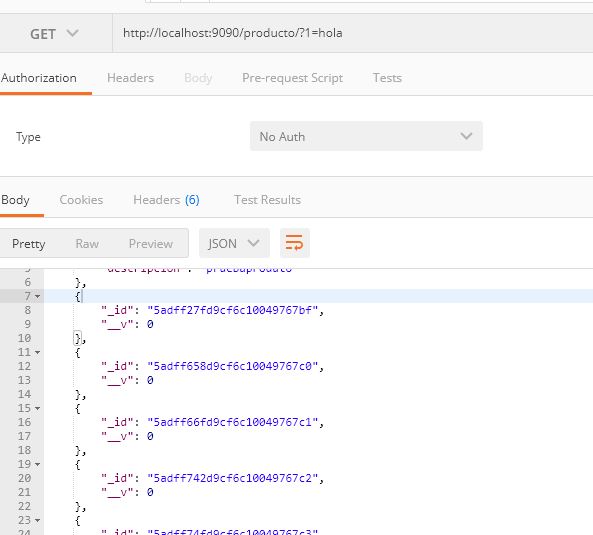 GET http://localhost:9090/producto/?1=hola
Authorization Headers Body Pre-request Script Tests
Type No Auth
Body Cookies Headers (6) Test Results
Pretty Raw Preview JSON
5 "descripcion": "pruebaprodato"
6 },
7 {
8 "_id": "5adff27fd9cf6c10049767bf",
9 "__v": 0
10 },
11 {
12 "_id": "5adff658d9cf6c10049767c0",
13 "__v": 0
14 },
15 {
16 "_id": "5adff66fd9cf6c10049767c1",
17 "__v": 0
18 },
19 {
20 "_id": "5adff742d9cf6c10049767c2",
21 "__v": 0
22 },
23 {
24 "_id": "5adff74fd9cf6c10049767c3"